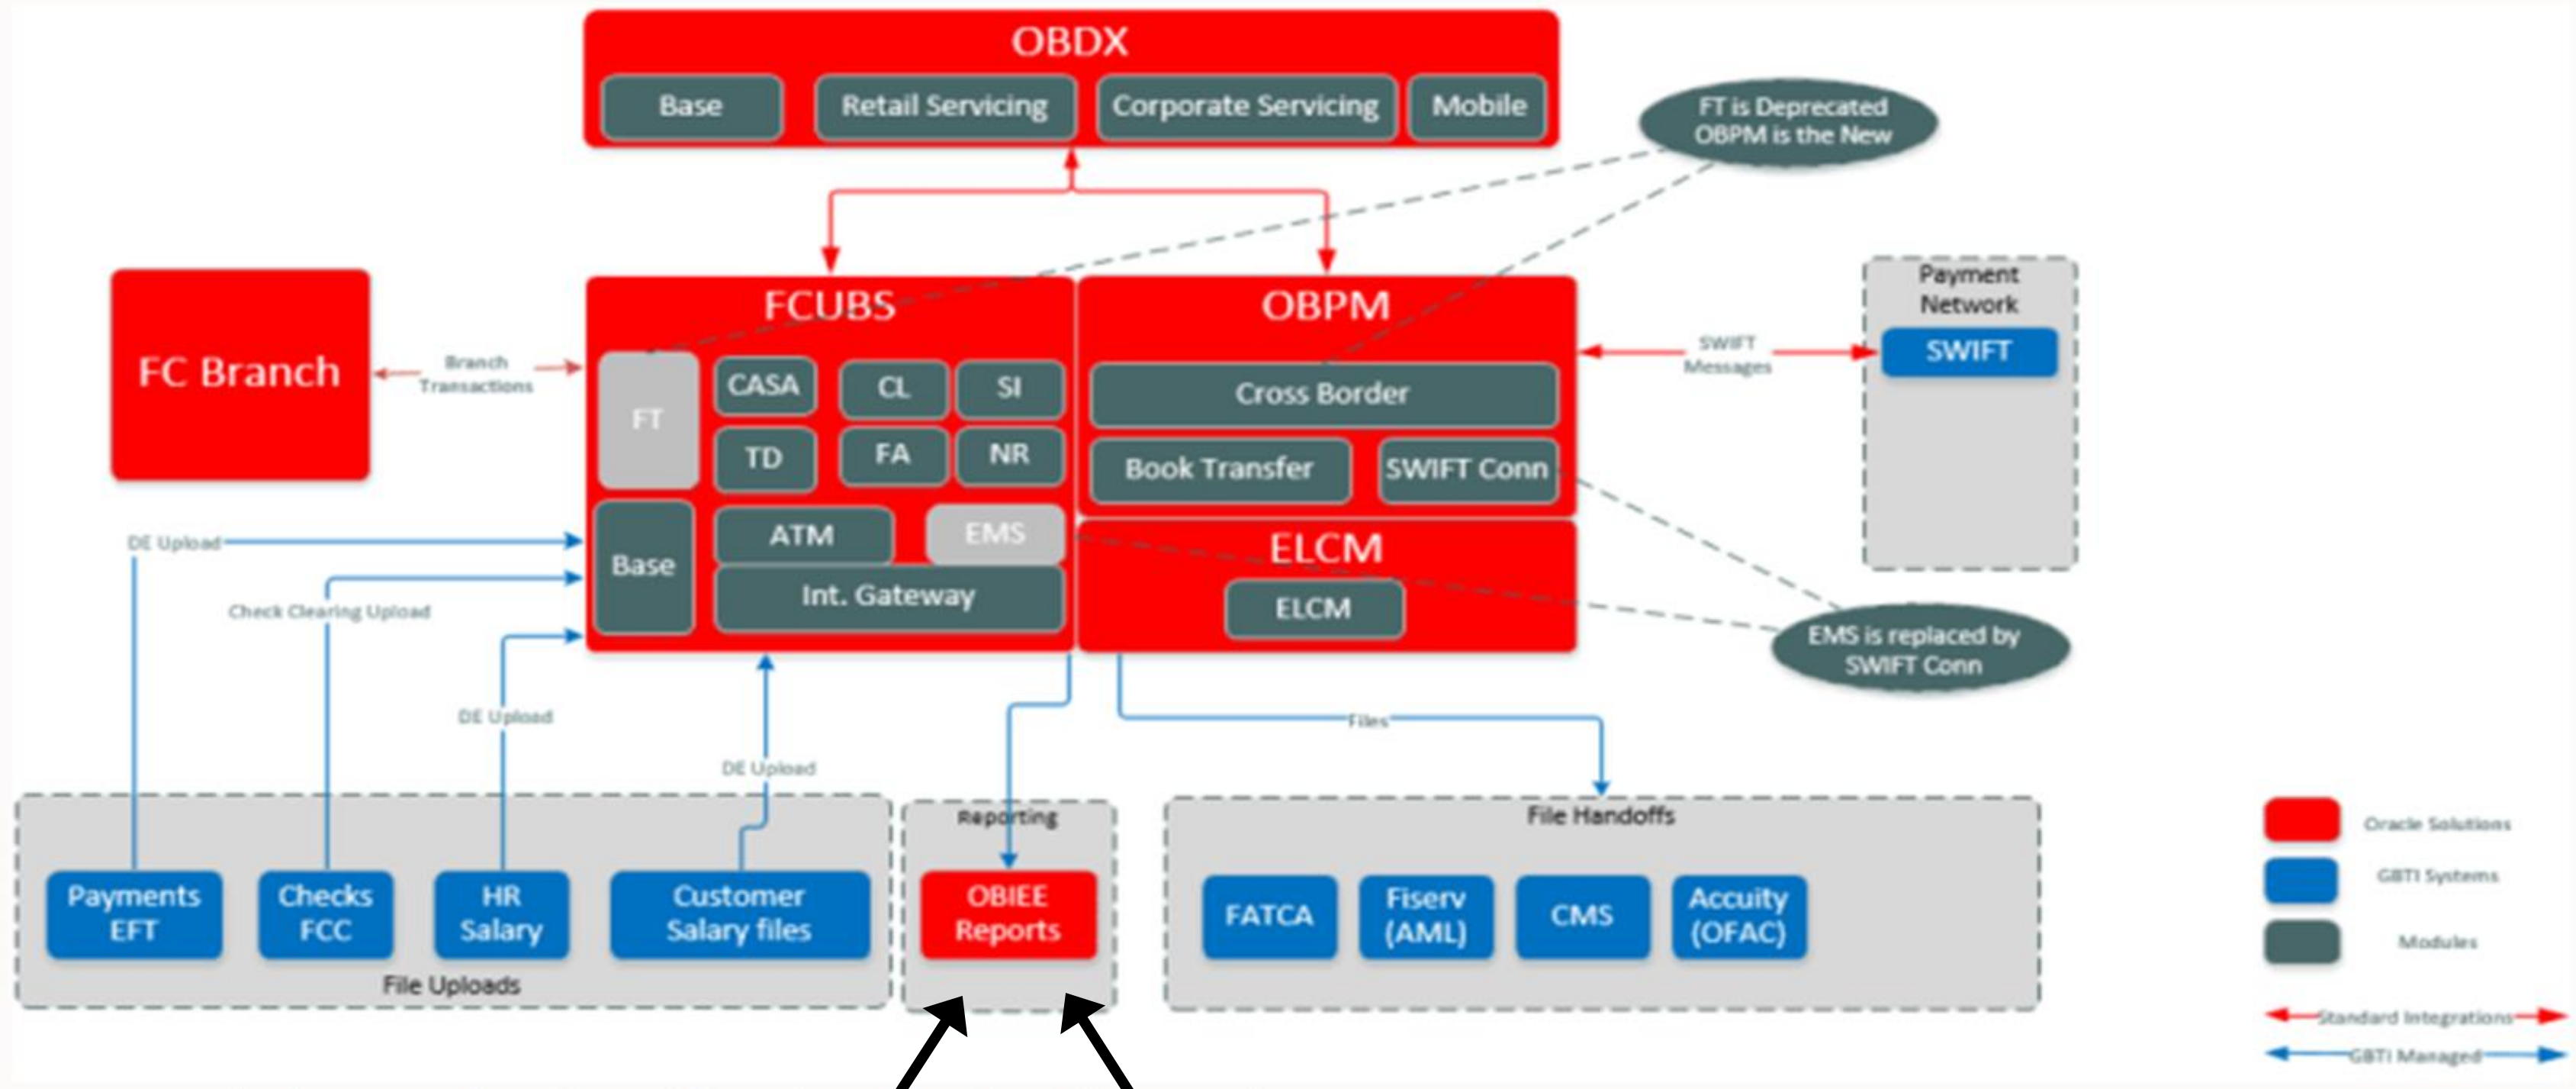 OBDX
Base
Retail Servicing
Corporate Servicing
Mobile
FT is Deprecated
OBPM is the New
FC Branch
Branch
Transactions
FCUBS
FT
CASA
CL
SI
TD
FA
NR
Base
ATM
EMS
Int. Gateway
OBPM
Cross Border
Book Transfer
SWIFT Conn
ELCM
ELCM
SWIFT
Messages
Payment
Network
SWIFT
EMS is replaced by
SWIFT Conn
DE Upload
Check Clearing Upload
DE Upload
DE Upload
Files
Payments
EFT
Checks
FCC
HR
Salary
Customer
Salary files
File Uploads
Reporting
OBIEE
Reports
File Handoffs
FATCA
Fiserv
(AML)
CMS
Accuity
(OFAC)
Oracle Solutions
GBTI Systems
Modules
Standard Integrations
GBTI Managed